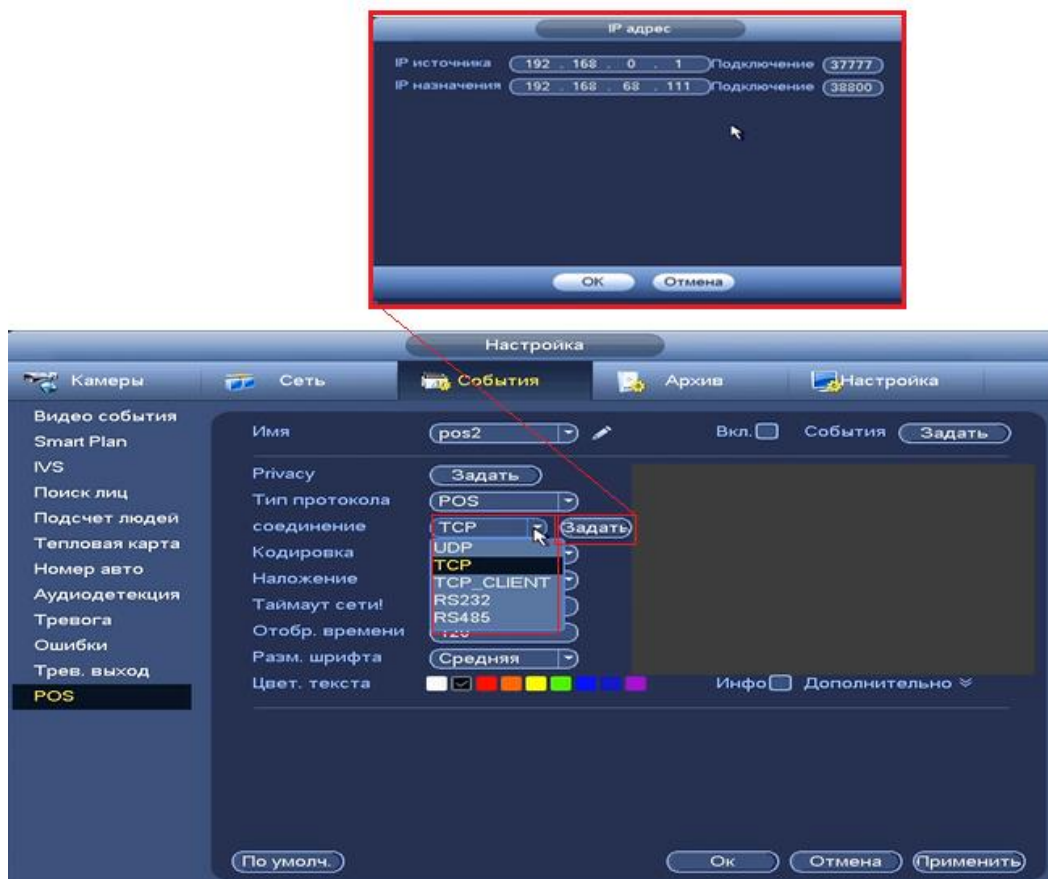 IP адрес
IP источника 192 . 168 . 0 . 1 Подключение 37777
IP назначения 192 . 168 . 68 . 111 Подключение 38800
OK Отмена
Настройка
Камеры Сеть События Архив Настройка
Видео события
Smart Plan
IVS
Поиск лиц
Подсчет людей
Тепловая карта
Номер авто
Аудиодетекция
Тревога
Ошибки
Трев. выход
POS
Имя pos2 Вкл. События Задать
Privacy Задать
Тип протокола POS
соединение TCP Задать
Кодировка
Наложение
Таймаут сети!
Отобр. времени
Разм. шрифта Средняя
Цвет. текста Инфо Дополнительно
UDP
TCP
TCP_CLIENT
RS232
RS485
По умолч. Ок Отмена Применить